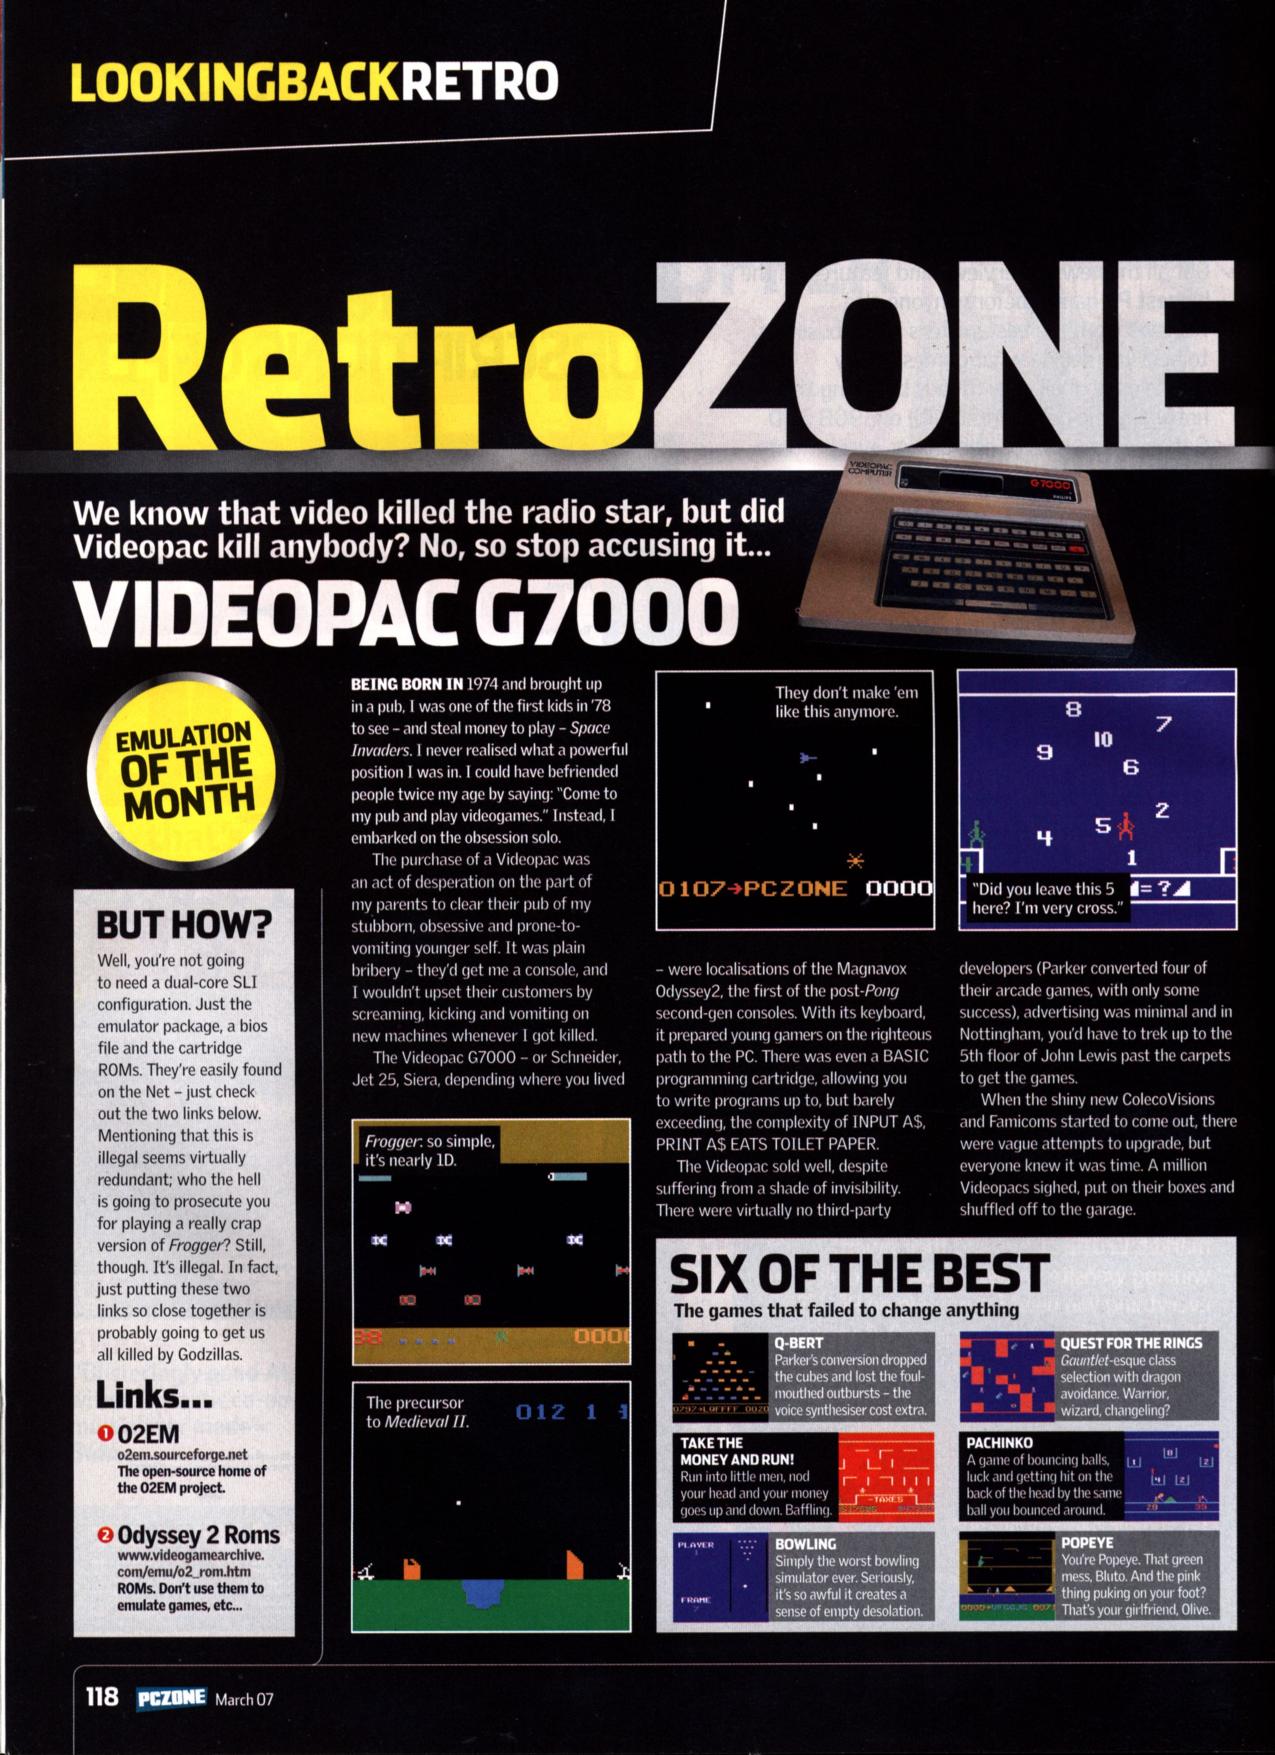 LOOKINGBACKRETRO
RetroZONE
VIDEOPAC
COMPUTER
G7000
PHILIPS
We know that video killed the radio star, but did
Videopac kill anybody? No, so stop accusing it...
VIDEOPAC G7000
EMULATION
OF THE
MONTH
BUT HOW?
Well, you're not going
to need a dual-core SLI
configuration. Just the
emulator package, a bios
file and the cartridge
ROMs. They're easily found
on the Net – just check
out the two links below.
Mentioning that this is
illegal seems virtually
redundant; who the hell
is going to prosecute you
for playing a really crap
version of Frogger? Still,
though. It's illegal. In fact,
just putting these two
links so close together is
probably going to get us
all killed by Godzillas.
Links...
1 O2EM
o2em.sourceforge.net
The open-source home of
the O2EM project.
2 Odyssey 2 Roms
www.videogamearchive.
com/emu/o2_rom.htm
ROMs. Don't use them to
emulate games, etc...
BEING BORN IN 1974 and brought up
in a pub, I was one of the first kids in '78
to see – and steal money to play – Space
Invaders. I never realised what a powerful
position I was in. I could have befriended
people twice my age by saying: "Come to
my pub and play videogames." Instead, I
embarked on the obsession solo.
The purchase of a Videopac was
an act of desperation on the part of
my parents to clear their pub of my
stubborn, obsessive and prone-to-
vomiting younger self. It was plain
bribery – they'd get me a console, and
I wouldn't upset their customers by
screaming, kicking and vomiting on
new machines whenever I got killed.
The Videopac G7000 – or Schneider,
Jet 25, Siera, depending where you lived
Frogger: so simple,
it's nearly 1D.
The precursor
to Medieval II.
012 1
They don't make 'em
like this anymore.
0107→PCZONE 0000
8
7
10
9
6
2
5
4
1
=?
"Did you leave this 5
here? I'm very cross."
– were localisations of the Magnavox
Odyssey2, the first of the post-Pong
second-gen consoles. With its keyboard,
it prepared young gamers on the righteous
path to the PC. There was even a BASIC
programming cartridge, allowing you
to write programs up to, but barely
exceeding, the complexity of INPUT A$,
PRINT A$ EATS TOILET PAPER.
The Videopac sold well, despite
suffering from a shade of invisibility.
There were virtually no third-party
developers (Parker converted four of
their arcade games, with only some
success), advertising was minimal and in
Nottingham, you'd have to trek up to the
5th floor of John Lewis past the carpets
to get the games.
When the shiny new ColecoVisions
and Famicoms started to come out, there
were vague attempts to upgrade, but
everyone knew it was time. A million
Videopacs sighed, put on their boxes and
shuffled off to the garage.
SIX OF THE BEST
The games that failed to change anything
Q-BERT
Parker's conversion dropped
the cubes and lost the foul-
mouthed outbursts – the
voice synthesiser cost extra.
QUEST FOR THE RINGS
Gauntlet-esque class
selection with dragon
avoidance. Warrior,
wizard, changeling?
TAKE THE
MONEY AND RUN!
Run into little men, nod
your head and your money
goes up and down. Baffling.
-TAXES
PACHINKO
A game of bouncing balls,
luck and getting hit on the
back of the head by the same
ball you bounced around.
PLAYER
FRAME
BOWLING
Simply the worst bowling
simulator ever. Seriously,
it's so awful it creates a
sense of empty desolation.
POPEYE
You're Popeye. That green
mess, Bluto. And the pink
thing puking on your foot?
That's your girlfriend, Olive.
118 PCZONE March 07